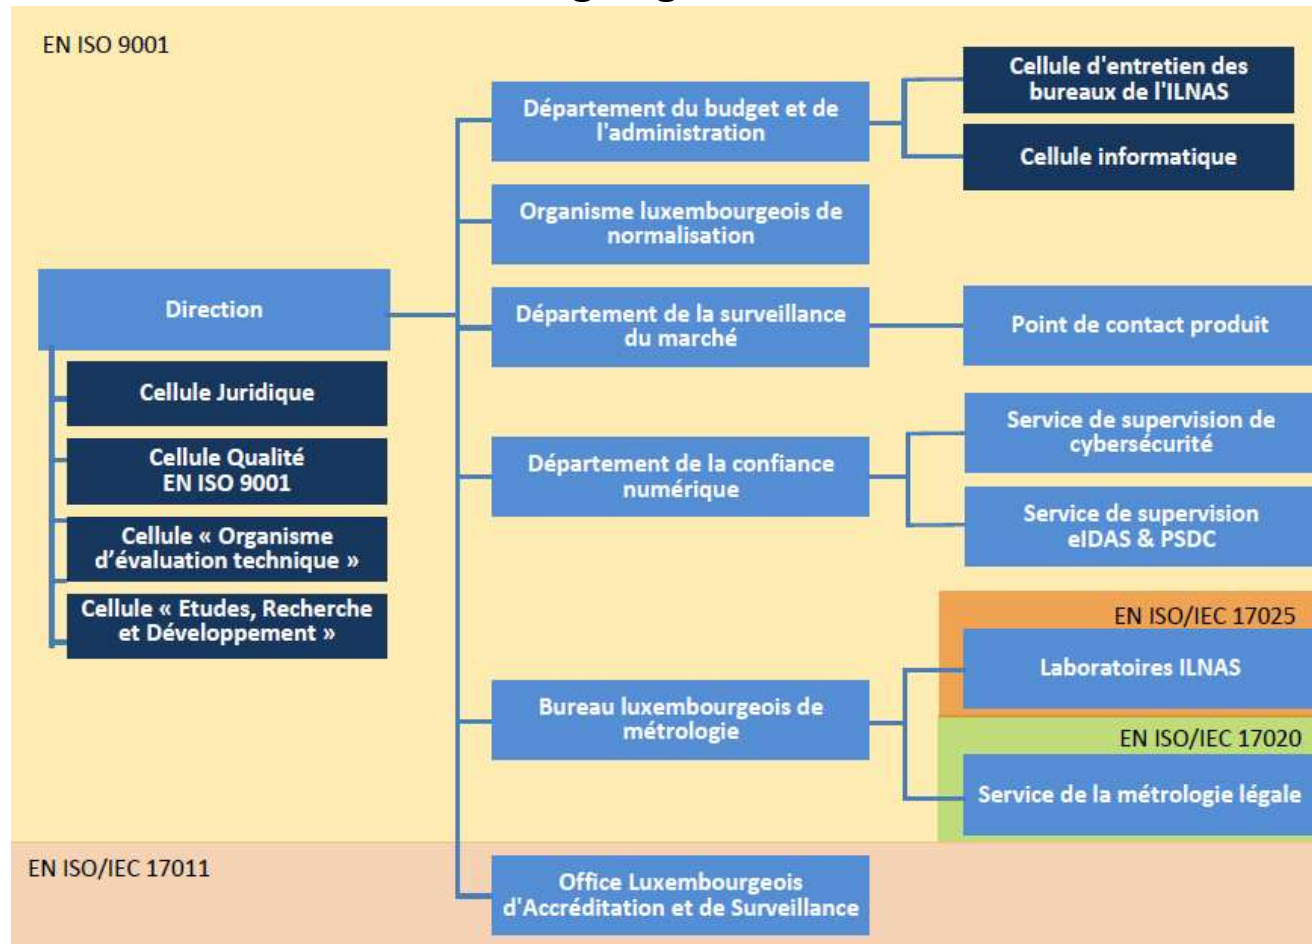 EN ISO 9001
Direction
Cellule Juridique
Cellule Qualité
EN ISO 9001
Cellule « Organisme
d’évaluation technique »
Cellule « Etudes, Recherche
et Développement »
Département du budget et de
l'administration
Cellule d'entretien des
bureaux de l'ILNAS
Cellule informatique
Organisme luxembourgeois de
normalisation
Département de la surveillance
du marché
Point de contact produit
Département de la confiance
numérique
Service de supervision de
cybersécurité
Service de supervision
eIDAS & PSDC
Bureau luxembourgeois de
métrologie
EN ISO/IEC 17025
Laboratoires ILNAS
EN ISO/IEC 17020
Service de la métrologie légale
EN ISO/IEC 17011
Office Luxembourgeois
d'Accréditation et de Surveillance